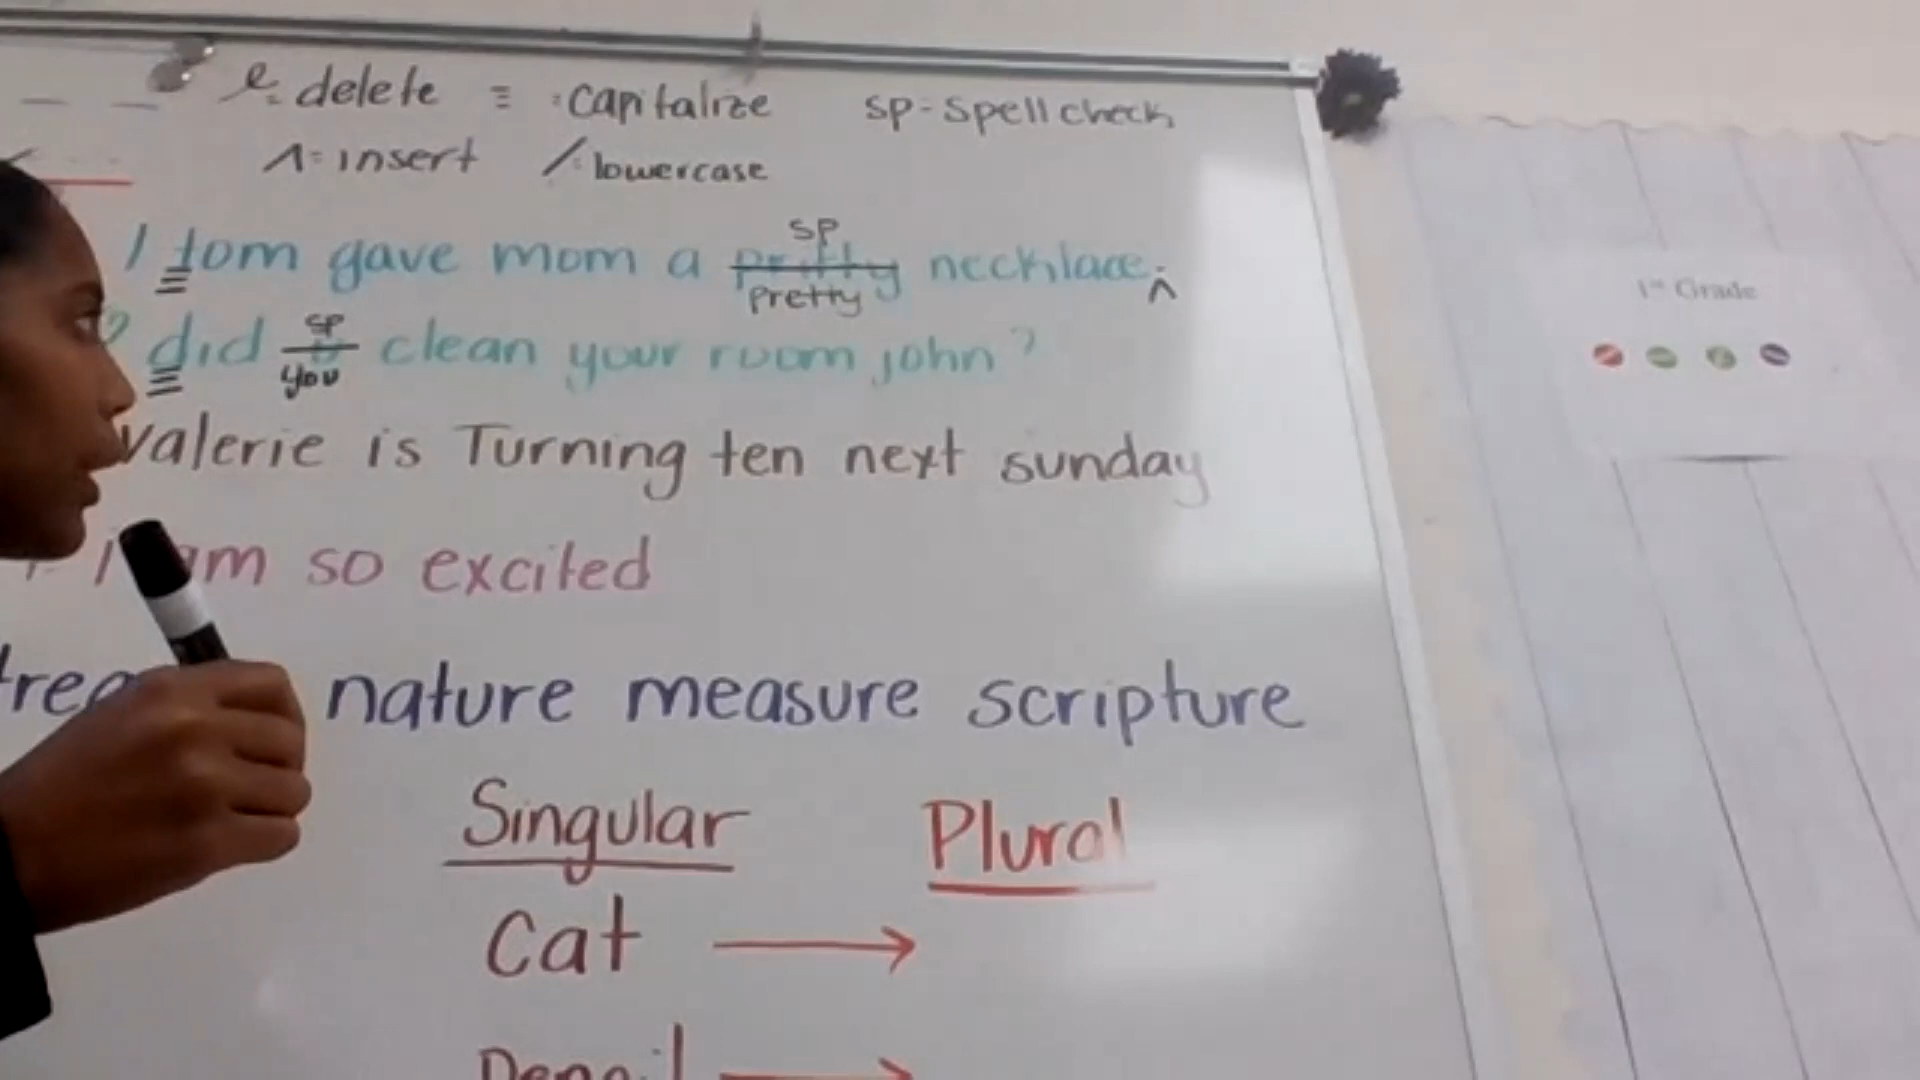 e = delete ≡ = capitalize sp = spell check
^ = insert / = lowercase
sp
1 tom gave mom a necklace.
pretty
sp
did clean your room john?
you
valerie is Turning ten next sunday
I am so excited
nature measure scripture
Singular Plural
Cat →
→
1st Grade